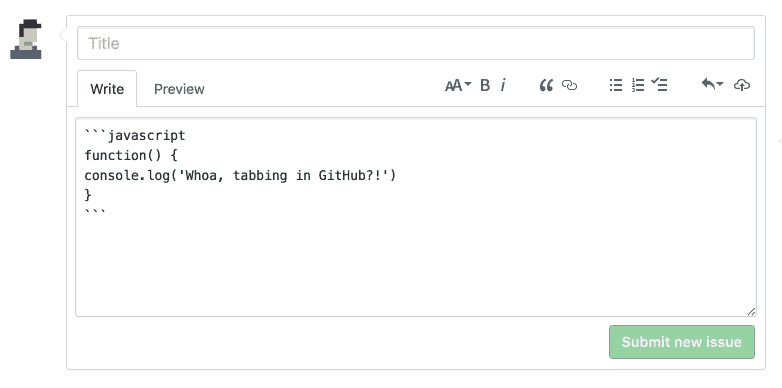 Title
Write Preview AA B i
```javascript
function() {
console.log('Whoa, tabbing in GitHub?!')
}
```
Submit new issue